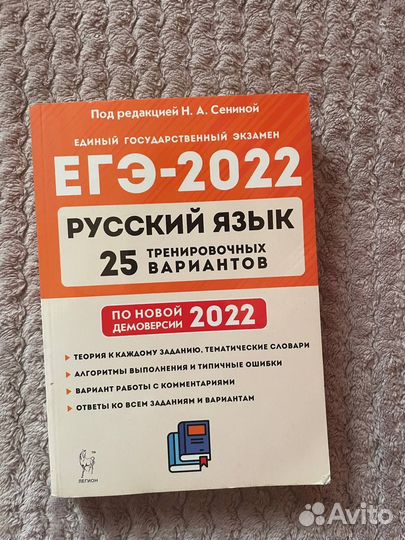 Под редакцией Н. А. Сениной
ЕДИНЫЙ ГОСУДАРСТВЕННЫЙ ЭКЗАМЕН
ЕГЭ-2022
РУССКИЙ ЯЗЫК
25 ТРЕНИРОВОЧНЫХ
ВАРИАНТОВ
ПО НОВОЙ
ДЕМОВЕРСИИ 2022
ТЕОРИЯ К КАЖДОМУ ЗАДАНИЮ, ТЕМАТИЧЕСКИЕ СЛОВАРИ
АЛГОРИТМЫ ВЫПОЛНЕНИЯ И ТИПИЧНЫЕ ОШИБКИ
ВАРИАНТ РАБОТЫ С КОММЕНТАРИЯМИ
ОТВЕТЫ КО ВСЕМ ЗАДАНИЯМ И ВАРИАНТАМ
ЛЕГИОН
Avito